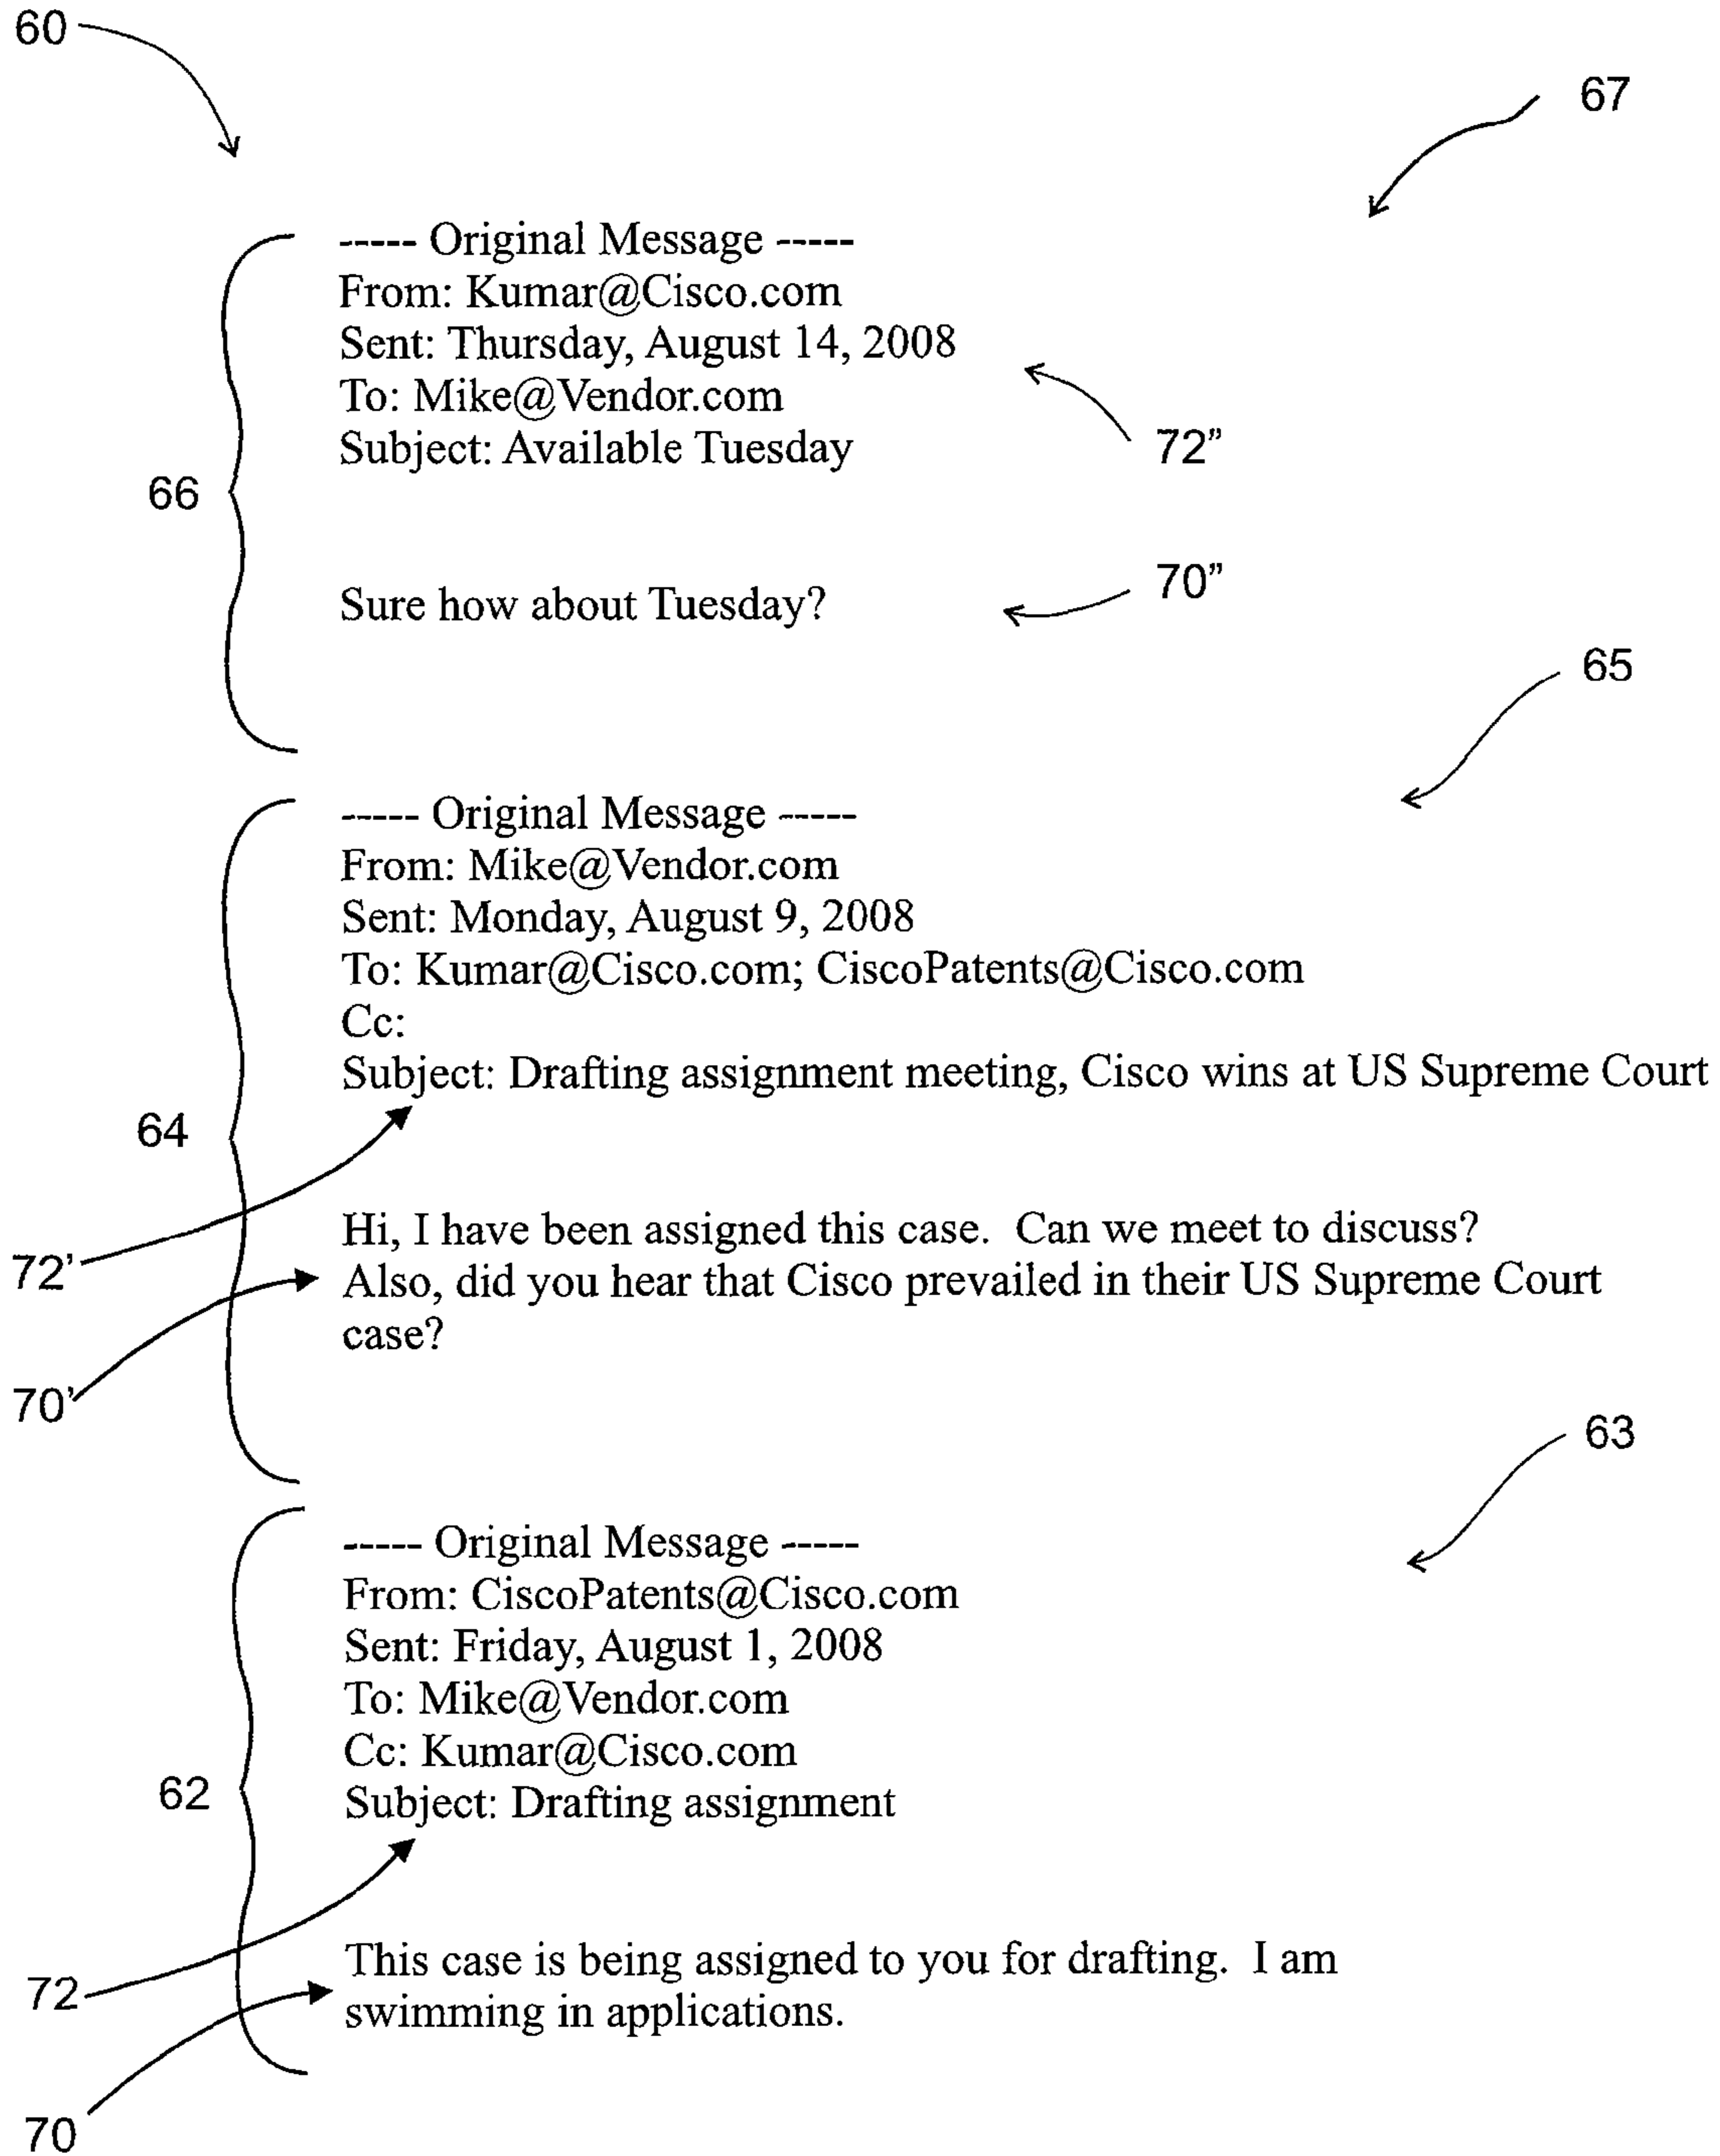 60
67
----- Original Message -----
From: Kumar@Cisco.com
Sent: Thursday, August 14, 2008
To: Mike@Vendor.com
Subject: Available Tuesday
72”
66
70”
Sure how about Tuesday?
65
----- Original Message -----
From: Mike@Vendor.com
Sent: Monday, August 9, 2008
To: Kumar@Cisco.com; CiscoPatents@Cisco.com
Cc:
Subject: Drafting assignment meeting, Cisco wins at US Supreme Court
64
Hi, I have been assigned this case.  Can we meet to discuss?
72’
Also, did you hear that Cisco prevailed in their US Supreme Court
case?
70’
63
----- Original Message -----
From: CiscoPatents@Cisco.com
Sent: Friday, August 1, 2008
To: Mike@Vendor.com
Cc: Kumar@Cisco.com
62
Subject: Drafting assignment
This case is being assigned to you for drafting.  I am
72
swimming in applications.
70